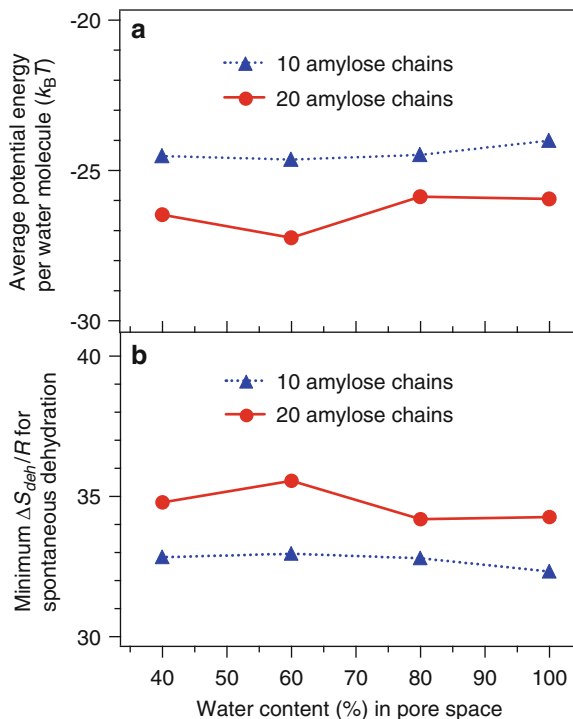 a
Average potential energy
per water molecule (kBT)
-20
-25
-30
10 amylose chains
20 amylose chains
b
Minimum ΔSdeh/R for
spontaneous dehydration
40
35
30
10 amylose chains
20 amylose chains
40 50 60 70 80 90 100
Water content (%) in pore space